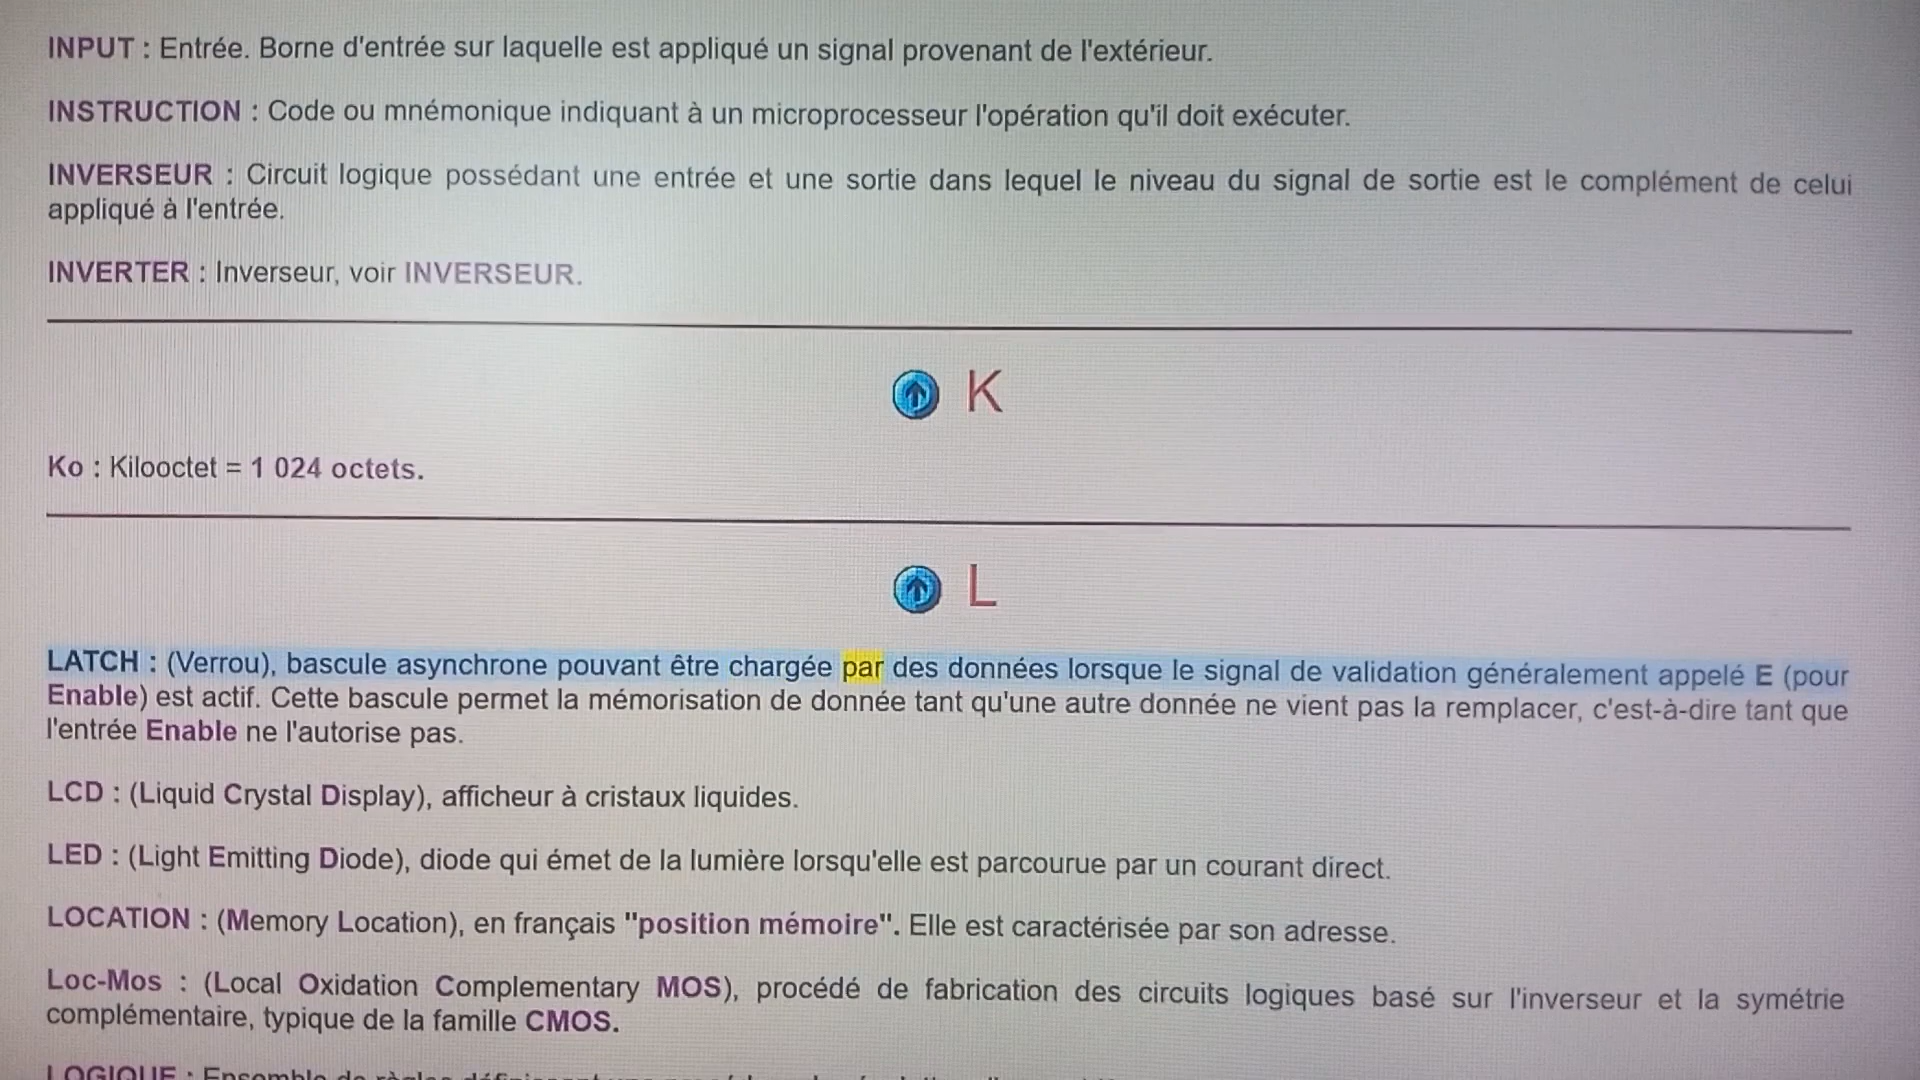 INPUT : Entrée. Borne d'entrée sur laquelle est appliqué un signal provenant de l'extérieur.
INSTRUCTION : Code ou mnémonique indiquant à un microprocesseur l'opération qu'il doit exécuter.
INVERSEUR : Circuit logique possédant une entrée et une sortie dans lequel le niveau du signal de sortie est le complément de celui
appliqué à l'entrée.
INVERTER : Inverseur, voir INVERSEUR.
K
Ko : Kilooctet = 1 024 octets.
L
LATCH : (Verrou), bascule asynchrone pouvant être chargée par des données lorsque le signal de validation généralement appelé E (pour
Enable) est actif. Cette bascule permet la mémorisation de donnée tant qu'une autre donnée ne vient pas la remplacer, c'est-à-dire tant que
l'entrée Enable ne l'autorise pas.
LCD : (Liquid Crystal Display), afficheur à cristaux liquides.
LED : (Light Emitting Diode), diode qui émet de la lumière lorsqu'elle est parcourue par un courant direct.
LOCATION : (Memory Location), en français "position mémoire". Elle est caractérisée par son adresse.
Loc-Mos : (Local Oxidation Complementary MOS), procédé de fabrication des circuits logiques basé sur l'inverseur et la symétrie
complémentaire, typique de la famille CMOS.
LOGIQUE : Ensemble de règles